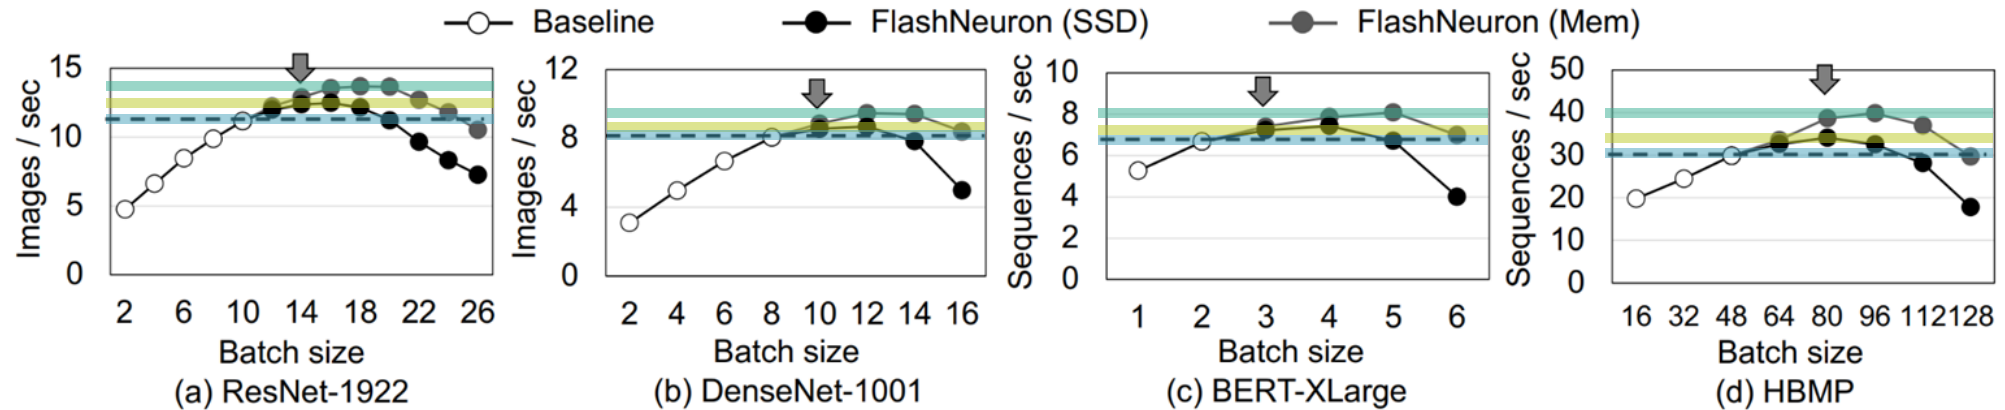 Baseline FlashNeuron (SSD) FlashNeuron (Mem)
Images / sec
15
10
5
0
2 6 10 14 18 22 26
Batch size
(a) ResNet-1922
Images / sec
12
8
4
0
2 4 6 8 10 12 14 16
Batch size
(b) DenseNet-1001
Sequences / sec
10
8
6
4
2
0
1 2 3 4 5 6
Batch size
(c) BERT-XLarge
Sequences / sec
50
40
30
20
10
0
16 32 48 64 80 96 112 128
Batch size
(d) HBMP